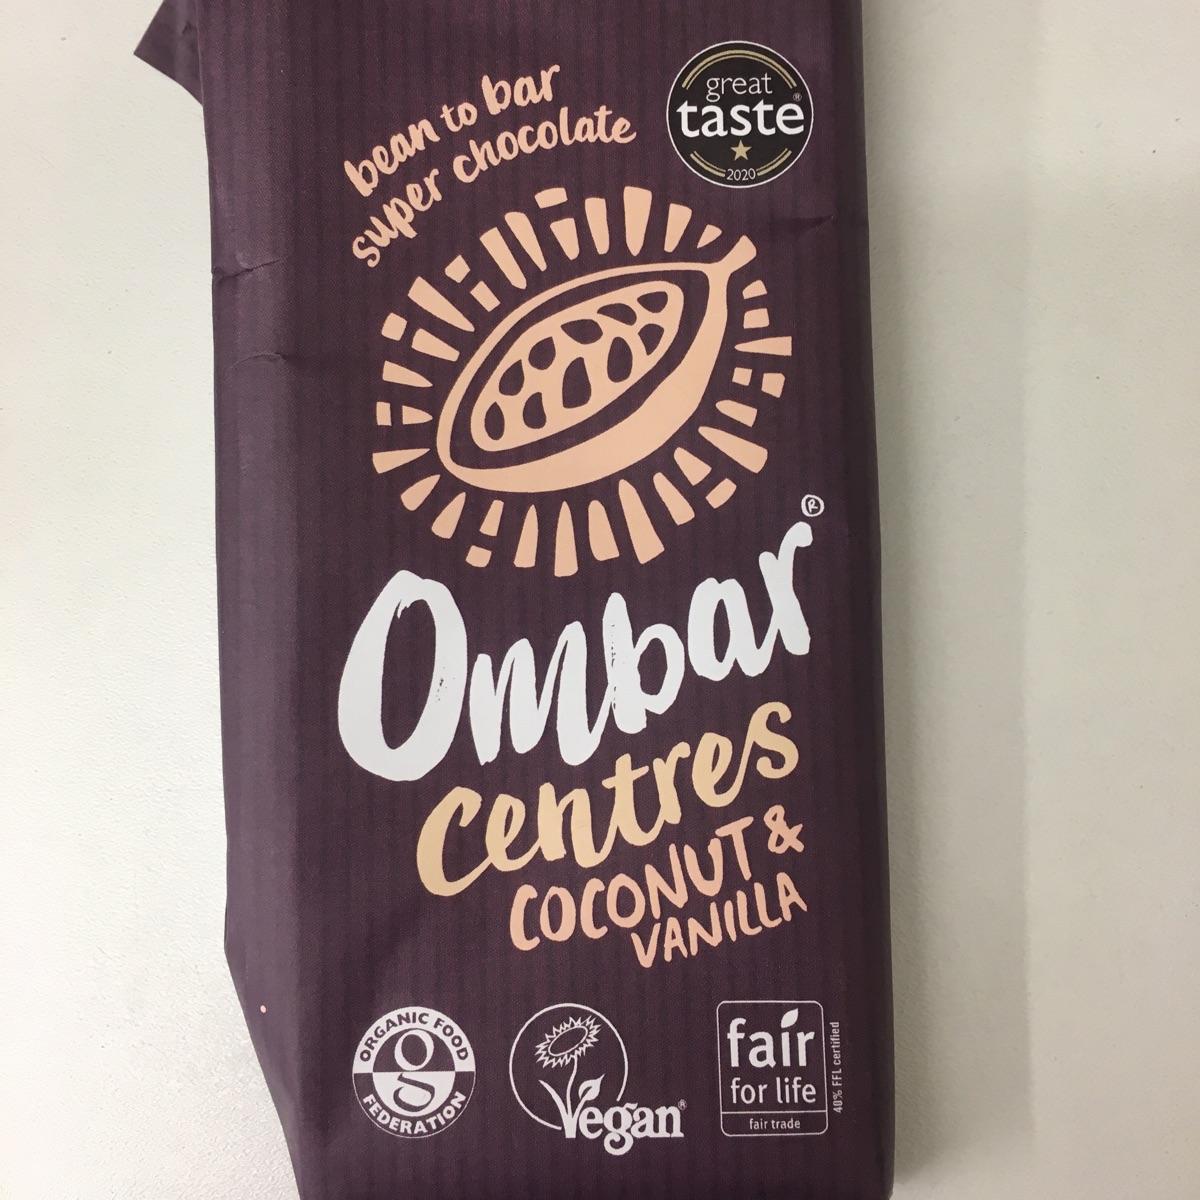 bean to bar
super chocolate
great
taste®
2020
Ombar®
centres
COCONUT &
VANILLA
ORGANIC FOOD
FEDERATION
Vegan®
fair
for life
fair trade
40% FFL certified